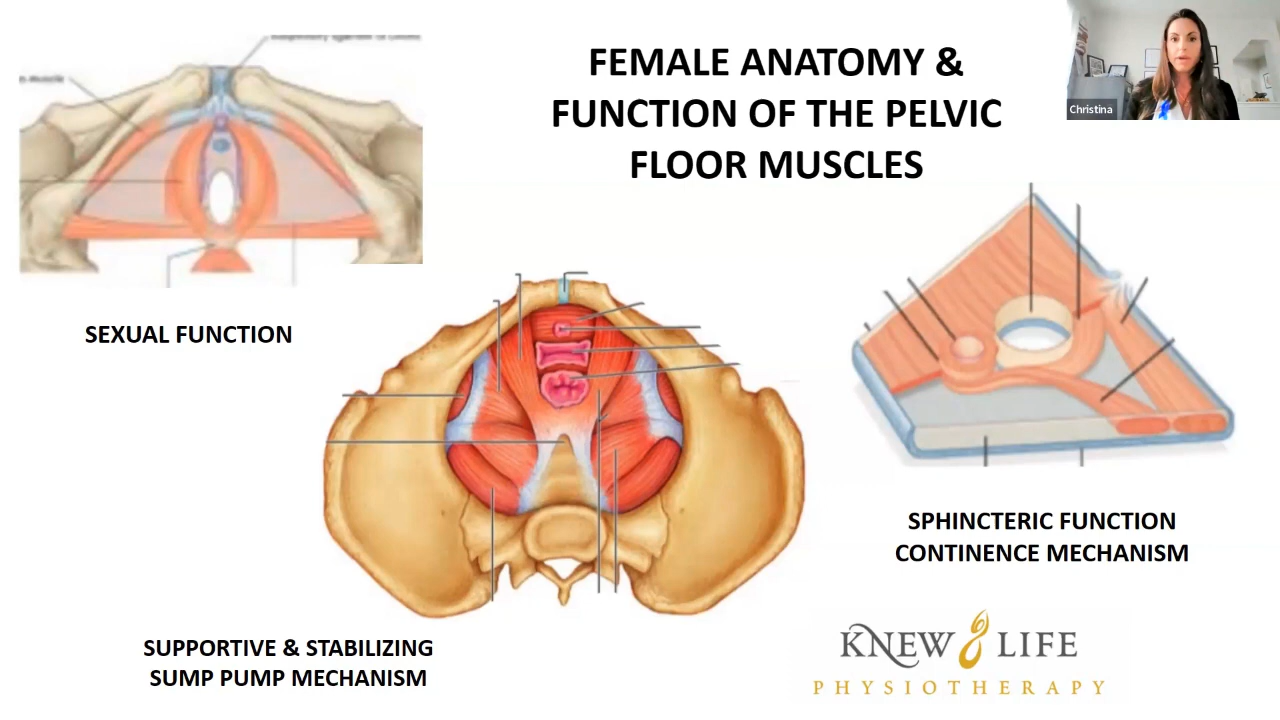 FEMALE ANATOMY &
FUNCTION OF THE PELVIC
FLOOR MUSCLES
Christina
SEXUAL FUNCTION
SPHINCTERIC FUNCTION
CONTINENCE MECHANISM
SUPPORTIVE & STABILIZING
SUMP PUMP MECHANISM
KNEW LIFE
PHYSIOTHERAPY